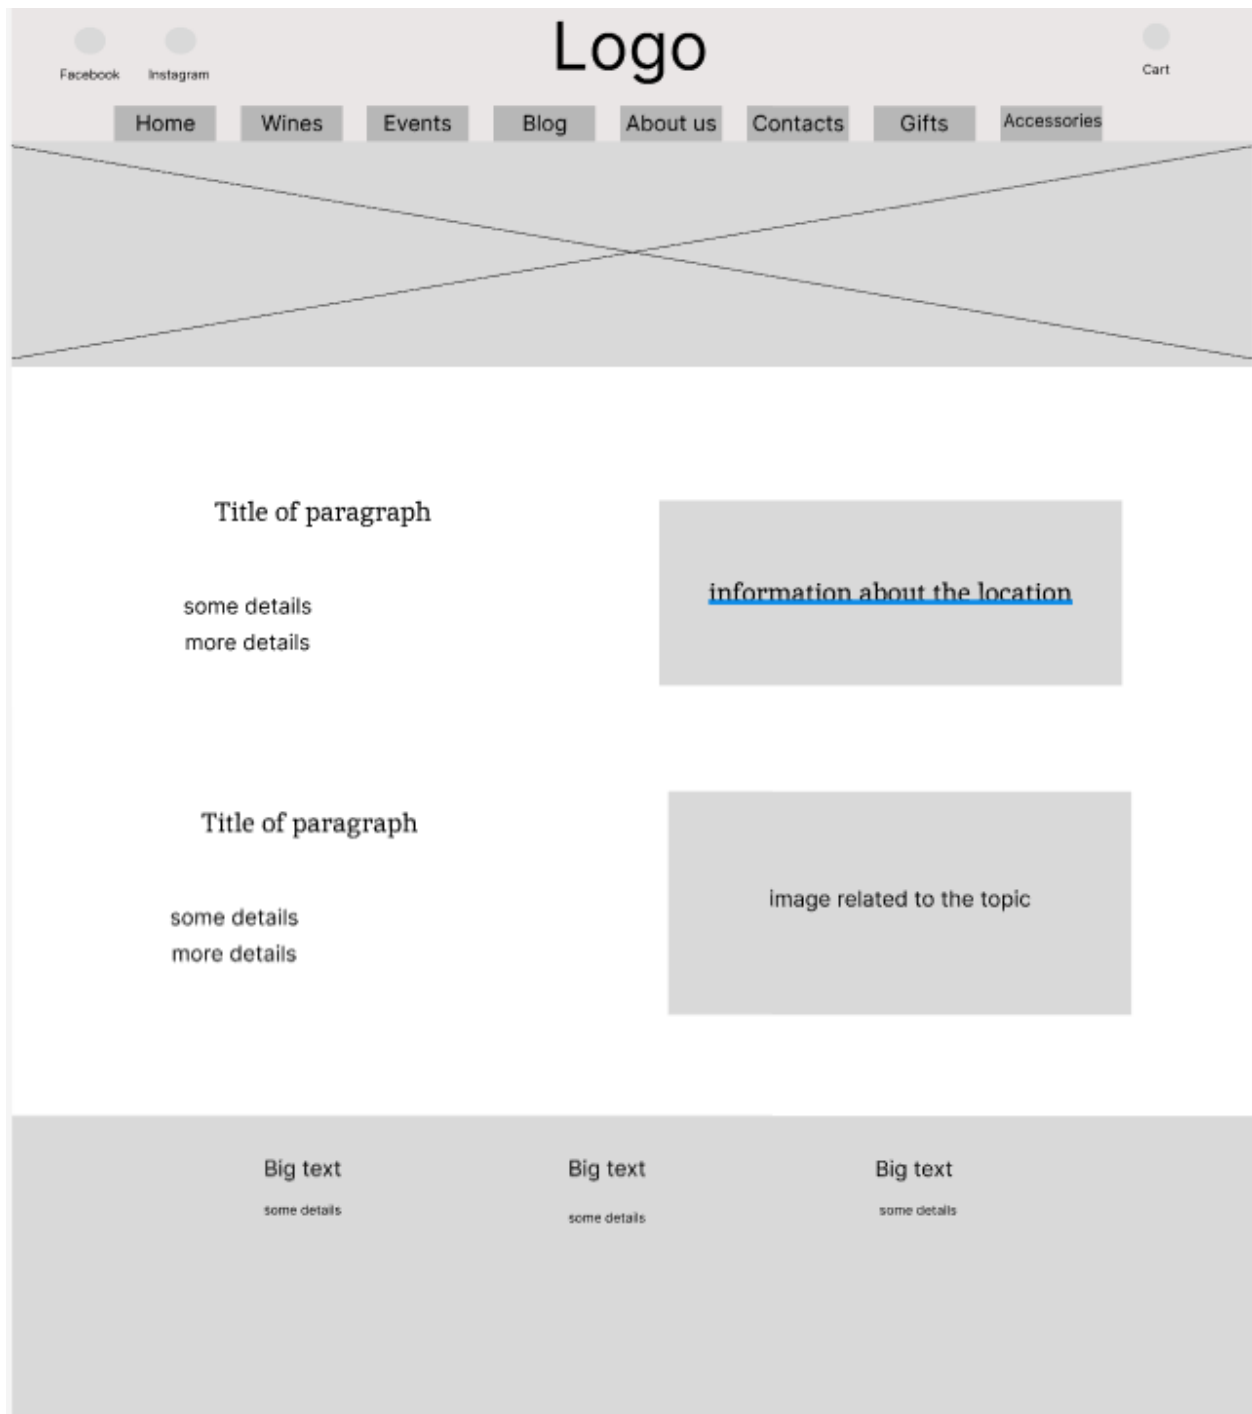 Logo
Facebook
Instagram
Cart
Home
Wines
Events
Blog
About us
Contacts
Gifts
Accessories
Title of paragraph
some details
more details
information about the location
Title of paragraph
some details
more details
image related to the topic
Big text
some details
Big text
some details
Big text
some details